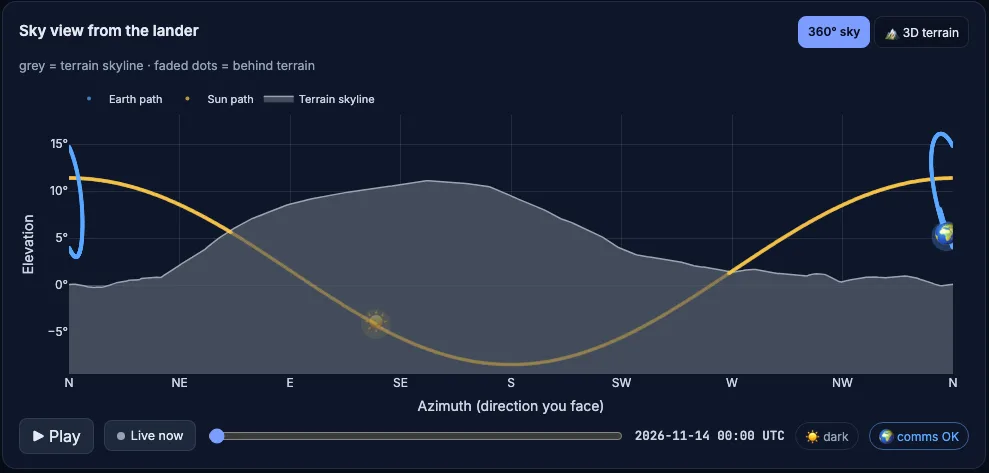 Sky view from the lander
360° sky
3D terrain
grey = terrain skyline · faded dots = behind terrain
Earth path
Sun path
Terrain skyline
15°
10°
5°
0°
−5°
Elevation
N NE E SE S SW W NW N
Azimuth (direction you face)
Play
Live now
2026-11-14 00:00 UTC
dark
comms OK